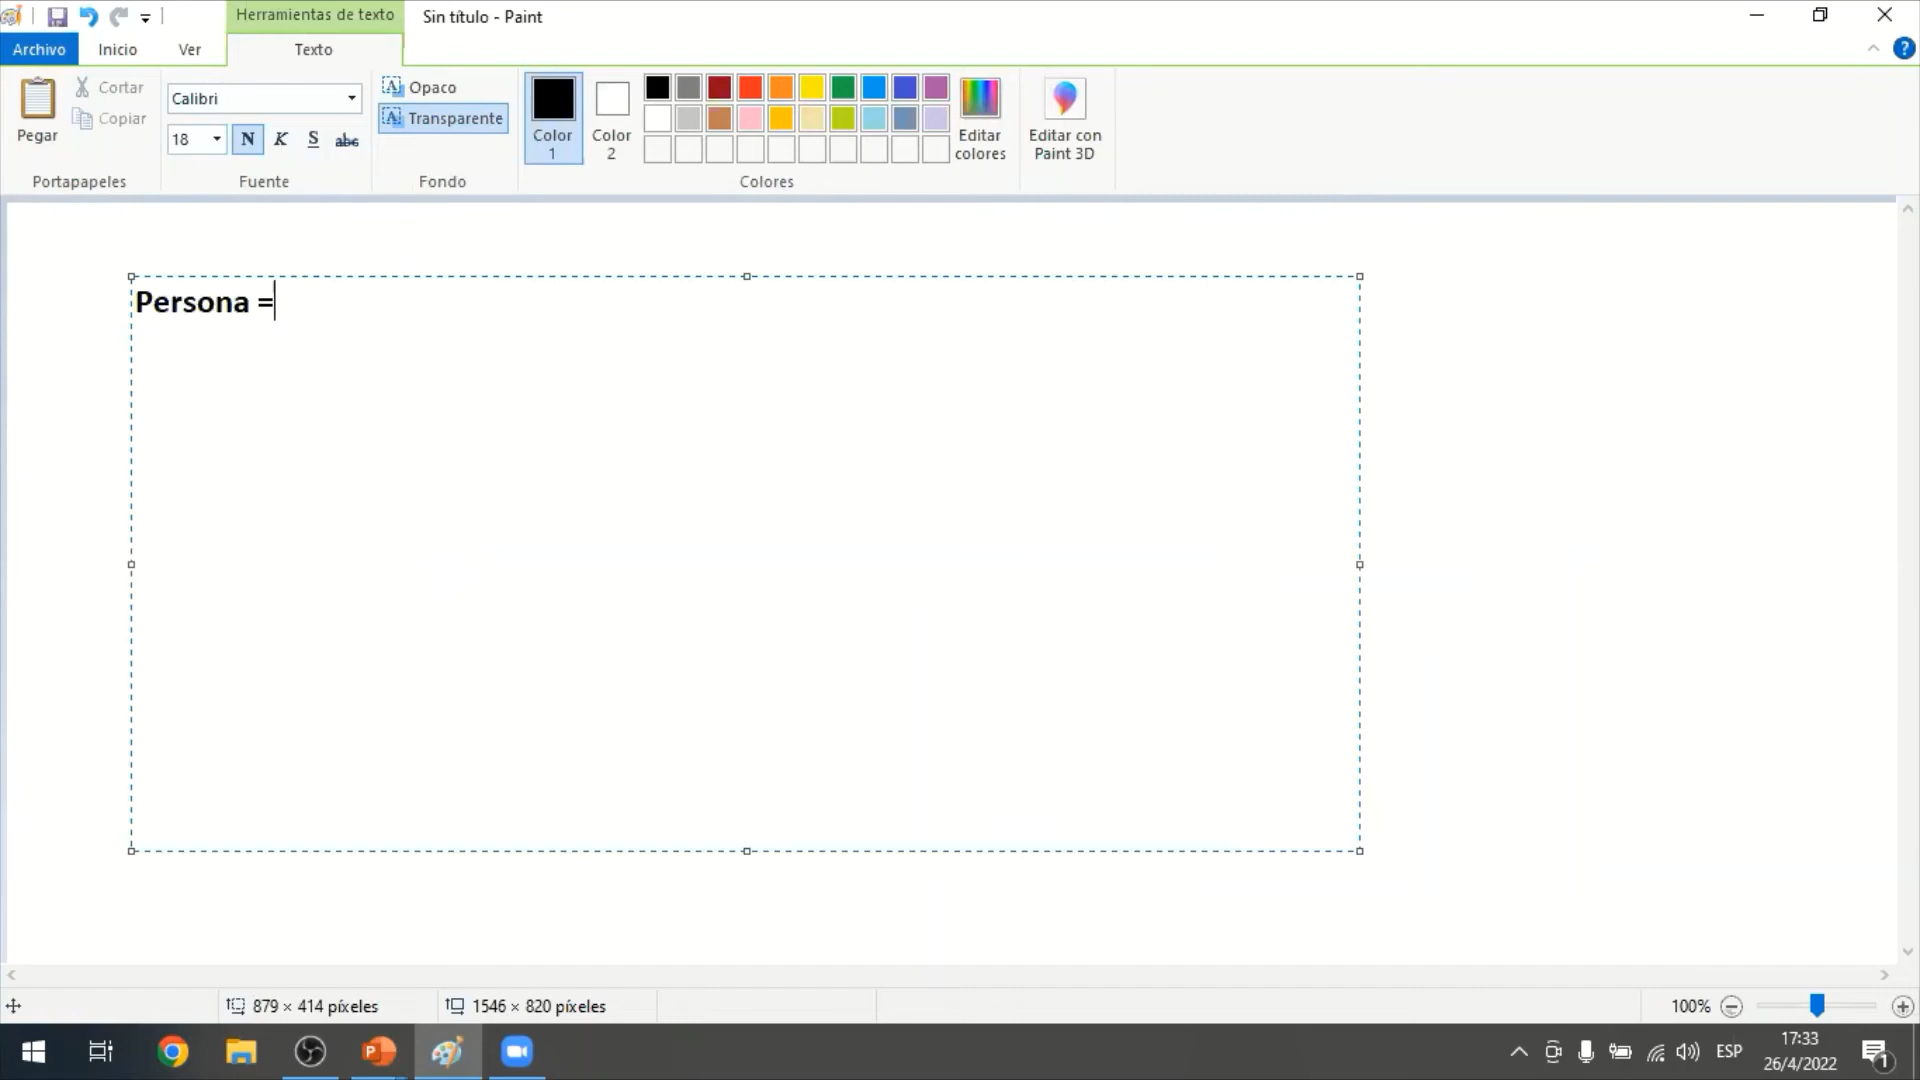 Herramientas de texto
Sin título - Paint
Archivo
Inicio
Ver
Texto
Pegar
Cortar
Copiar
Portapapeles
Calibri
18
N
K
S
abc
Fuente
Opaco
Transparente
Fondo
Color
1
Color
2
Editar
colores
Colores
Editar con
Paint 3D
Persona =
879 × 414 píxeles
1546 × 820 píxeles
100%
ESP
17:33
26/4/2022
1